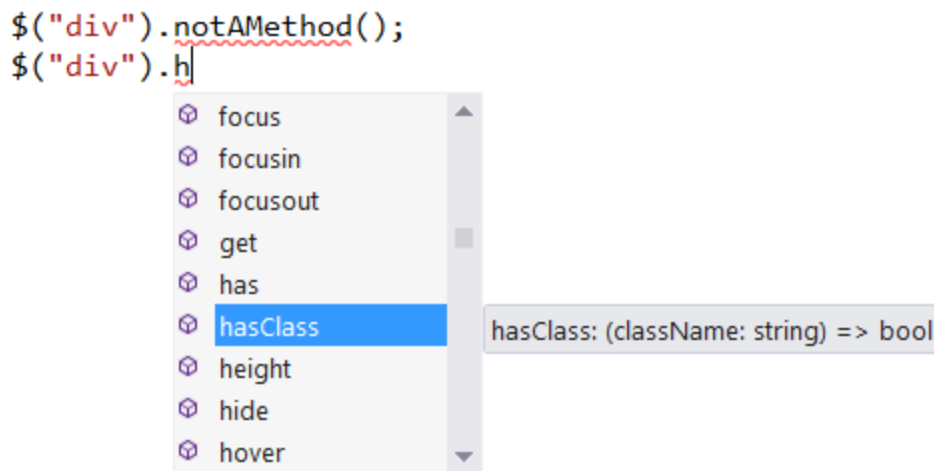 $("div").notAMethod();
$("div").h
focus
focusin
focusout
get
has
hasClass
hasClass: (className: string) => bool
height
hide
hover